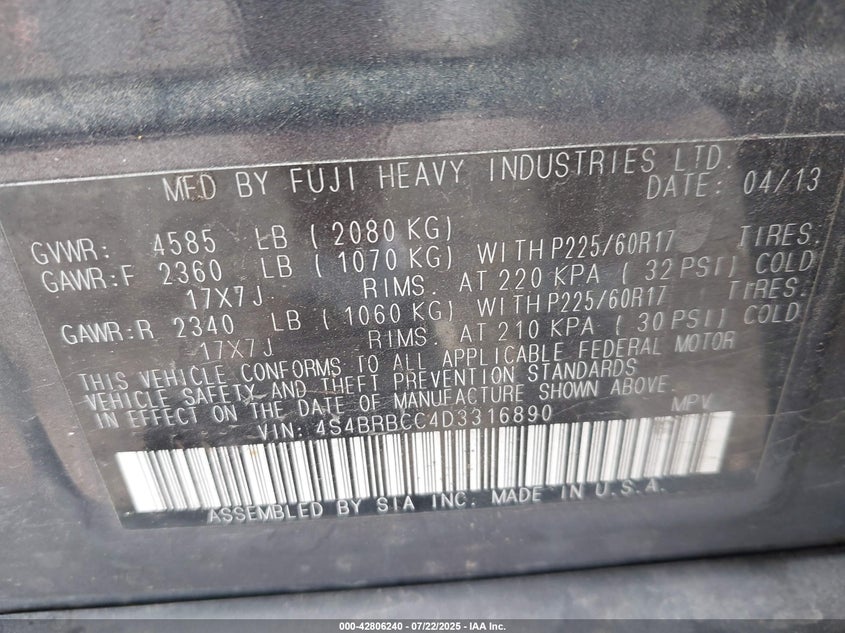 MFD BY FUJI HEAVY INDUSTRIES LTD.
DATE: 04/13
GVWR: 4585 LB ( 2080 KG)
GAWR:F 2360 LB ( 1070 KG) WITH P225/60R17 TIRES.
17X7J RIMS. AT 220 KPA ( 32 PSI) COLD
GAWR:R 2340 LB ( 1060 KG) WITH P225/60R17 TIRES.
17X7J RIMS. AT 210 KPA ( 30 PSI) COLD
THIS VEHICLE CONFORMS TO ALL APPLICABLE FEDERAL MOTOR
VEHICLE SAFETY AND THEFT PREVENTION STANDARDS
IN EFFECT ON THE DATE OF MANUFACTURE SHOWN ABOVE.
VIN: 4S4BRBCC4D3316890 MPV
ASSEMBLED BY SIA INC. MADE IN U.S.A.
000-42806240 - 07/22/2025 - IAA Inc.